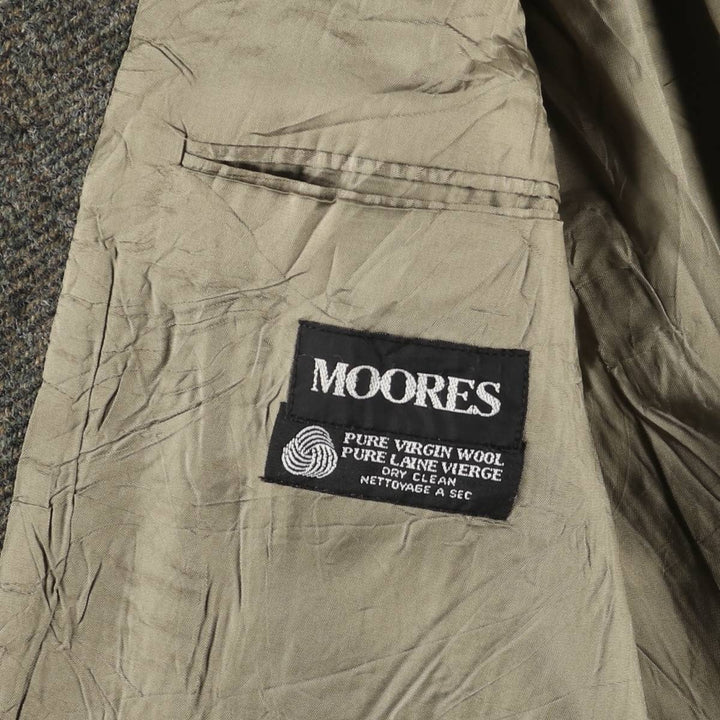 MOORES
PURE VIRGIN WOOL
PURE LAINE VIERGE
DRY CLEAN
NETTOYAGE A SEC